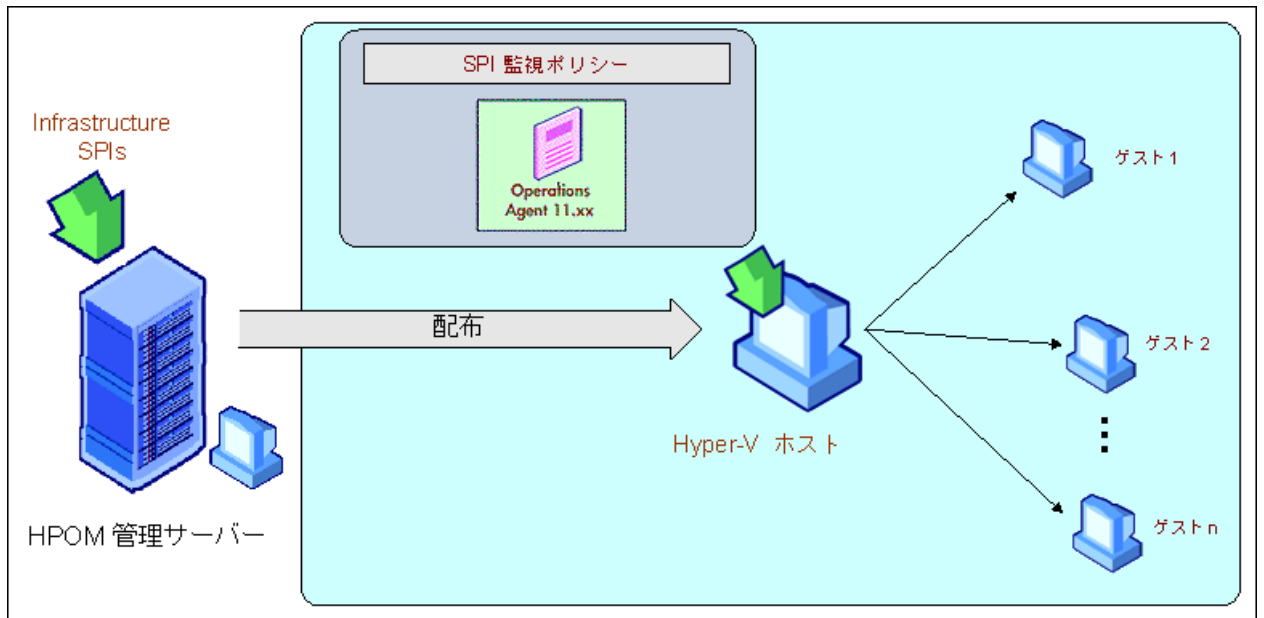 SPI 監視ポリシー
Infrastructure
SPIs
Operations
Agent 11.xx
ゲスト1
配布
ゲスト2
Hyper-V ホスト
ゲストn
HPOM 管理サーバー